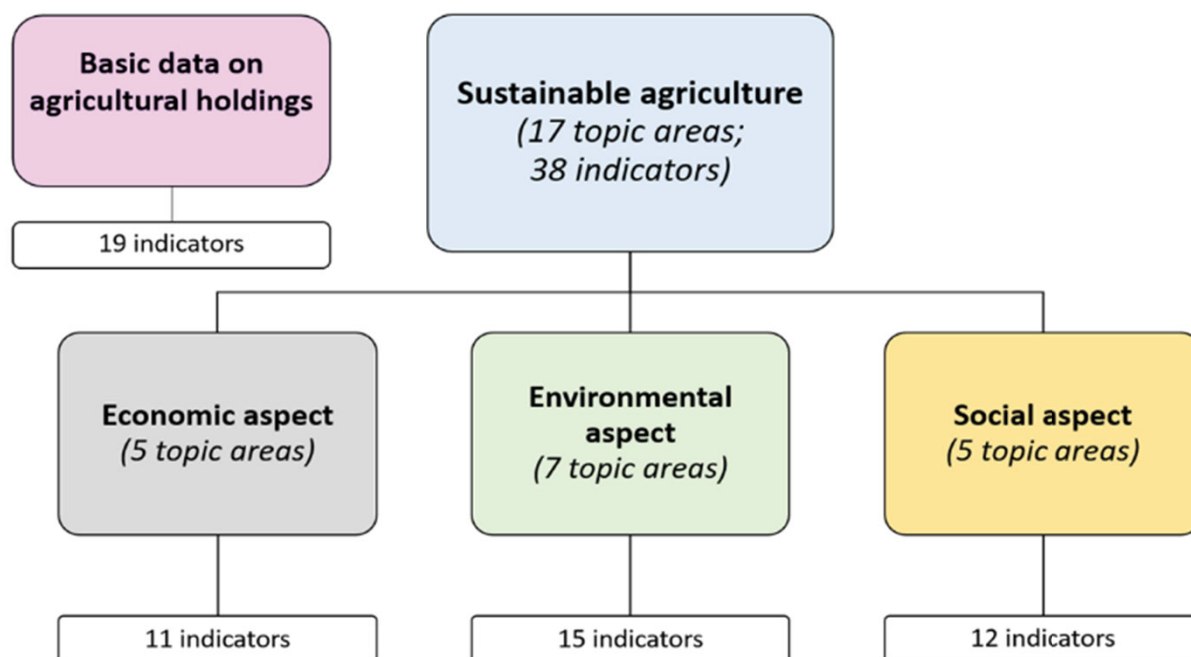 Basic data on
agricultural holdings
19 indicators
Sustainable agriculture
(17 topic areas;
38 indicators)
Economic aspect
(5 topic areas)
11 indicators
Environmental
aspect
(7 topic areas)
15 indicators
Social aspect
(5 topic areas)
12 indicators